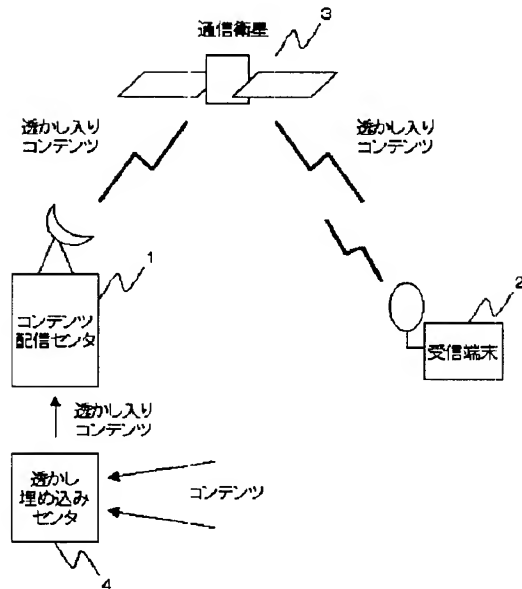 通信衛星
3
透かし入り
コンテンツ
透かし入り
コンテンツ
1
コンテンツ
配信センタ
2
受信端末
透かし入り
コンテンツ
透かし
埋め込み
センタ
コンテンツ
4